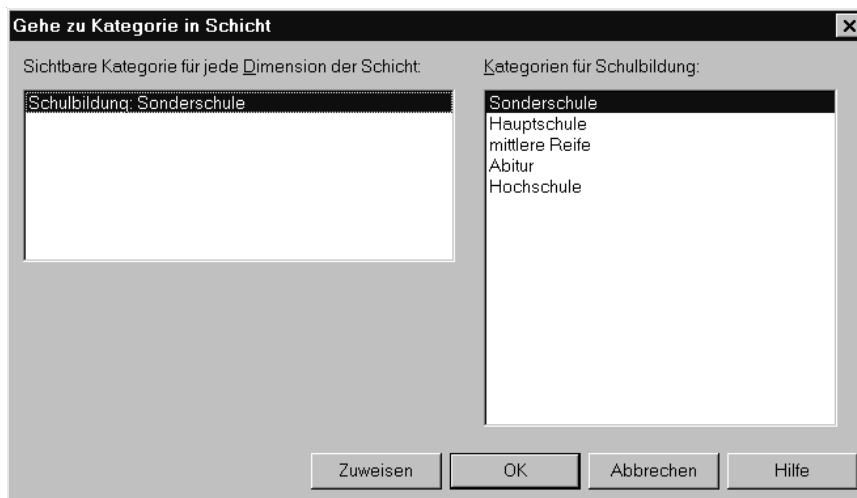 Gehe zu Kategorie in Schicht
Sichtbare Kategorie für jede Dimension der Schicht:
Schulbildung: Sonderschule
Kategorien für Schulbildung:
Sonderschule
Hauptschule
mittlere Reife
Abitur
Hochschule
Zuweisen
OK
Abbrechen
Hilfe